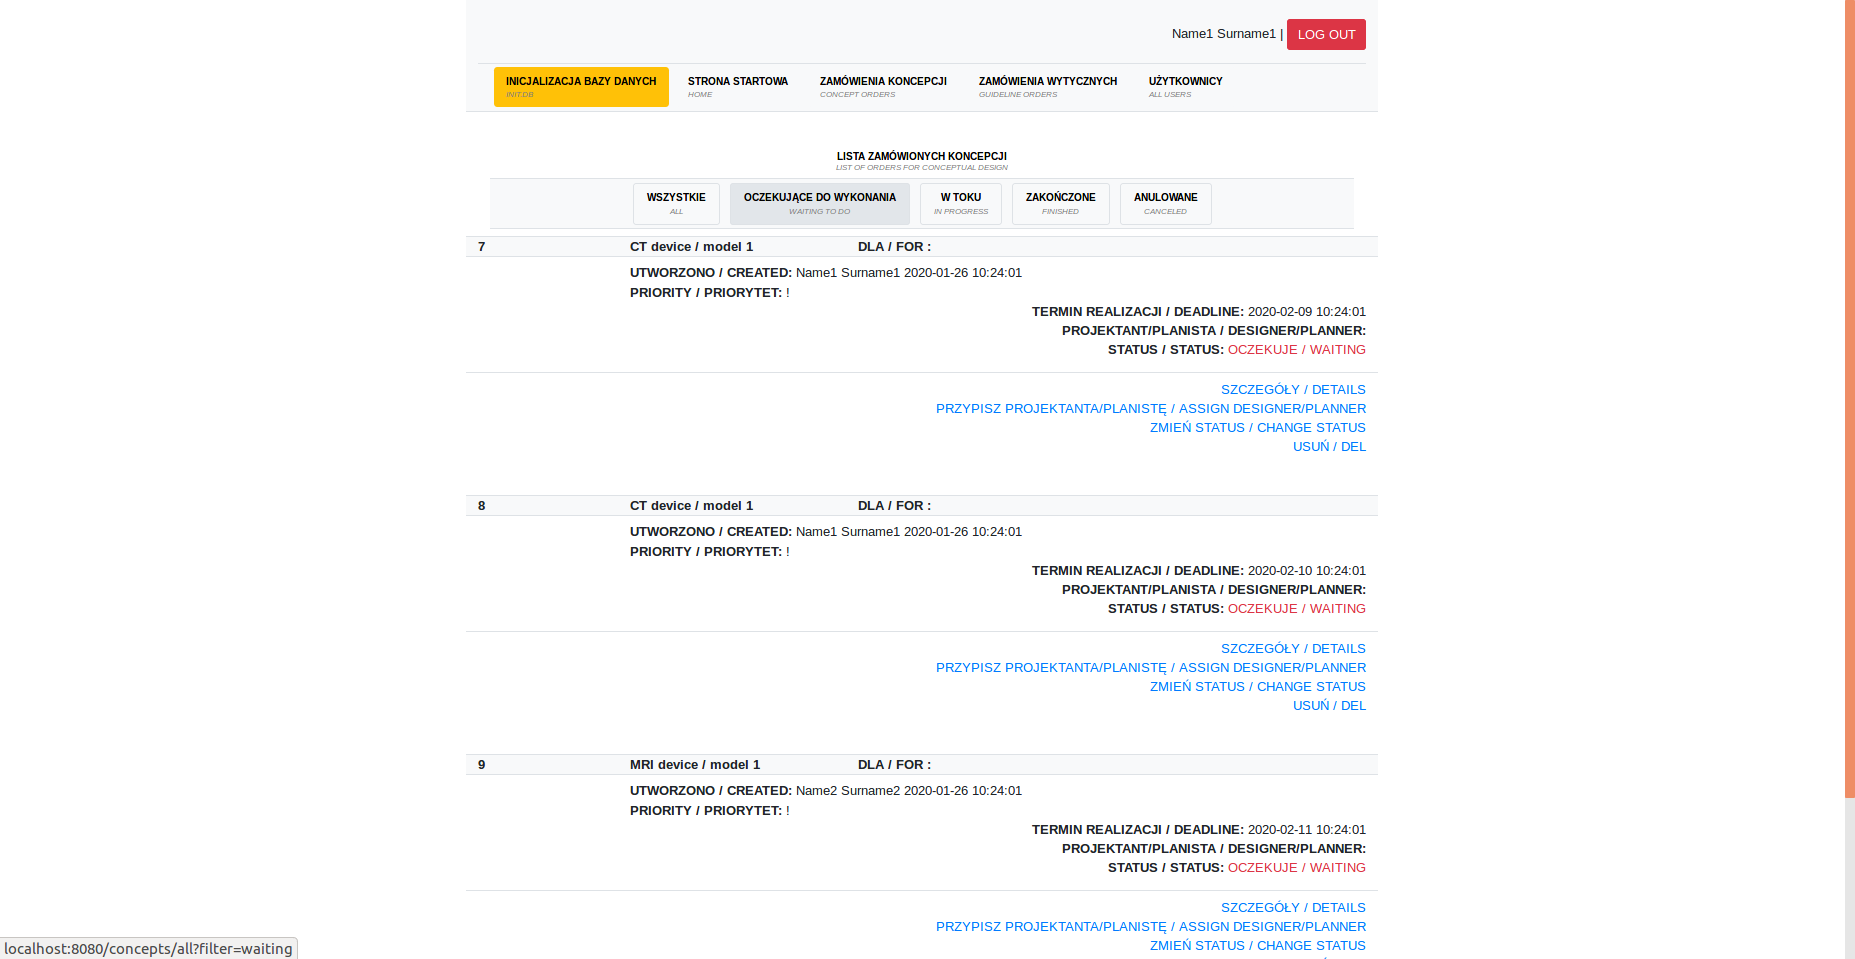 Name1 Surname1 | LOG OUT
INICJALIZACJA BAZY DANYCH STRONA STARTOWA ZAMÓWIENIA KONCEPCJI ZAMÓWIENIA WYTYCZNYCH UŻYTKOWNICY
INIT.DB HOME CONCEPT ORDERS GUIDELINE ORDERS ALL USERS
LISTA ZAMÓWIONYCH KONCEPCJI
LIST OF ORDERS FOR CONCEPTUAL DESIGN
WSZYSTKIE OCZEKUJĄCE DO WYKONANIA W TOKU ZAKOŃCZONE ANULOWANE
ALL WAITING TO DO IN PROGRESS FINISHED CANCELED
7 CT device / model 1 DLA / FOR :
UTWORZONO / CREATED: Name1 Surname1 2020-01-26 10:24:01
PRIORITY / PRIORYTET: !
TERMIN REALIZACJI / DEADLINE: 2020-02-09 10:24:01
PROJEKTANT/PLANISTA / DESIGNER/PLANNER:
STATUS / STATUS: OCZEKUJE / WAITING
SZCZEGÓŁY / DETAILS
PRZYPISZ PROJEKTANTA/PLANISTĘ / ASSIGN DESIGNER/PLANNER
ZMIEŃ STATUS / CHANGE STATUS
USUŃ / DEL
8 CT device / model 1 DLA / FOR :
UTWORZONO / CREATED: Name1 Surname1 2020-01-26 10:24:01
PRIORITY / PRIORYTET: !
TERMIN REALIZACJI / DEADLINE: 2020-02-10 10:24:01
PROJEKTANT/PLANISTA / DESIGNER/PLANNER:
STATUS / STATUS: OCZEKUJE / WAITING
SZCZEGÓŁY / DETAILS
PRZYPISZ PROJEKTANTA/PLANISTĘ / ASSIGN DESIGNER/PLANNER
ZMIEŃ STATUS / CHANGE STATUS
USUŃ / DEL
9 MRI device / model 1 DLA / FOR :
UTWORZONO / CREATED: Name2 Surname2 2020-01-26 10:24:01
PRIORITY / PRIORYTET: !
TERMIN REALIZACJI / DEADLINE: 2020-02-11 10:24:01
PROJEKTANT/PLANISTA / DESIGNER/PLANNER:
STATUS / STATUS: OCZEKUJE / WAITING
SZCZEGÓŁY / DETAILS
PRZYPISZ PROJEKTANTA/PLANISTĘ / ASSIGN DESIGNER/PLANNER
ZMIEŃ STATUS / CHANGE STATUS
localhost:8080/concepts/all?filter=waiting